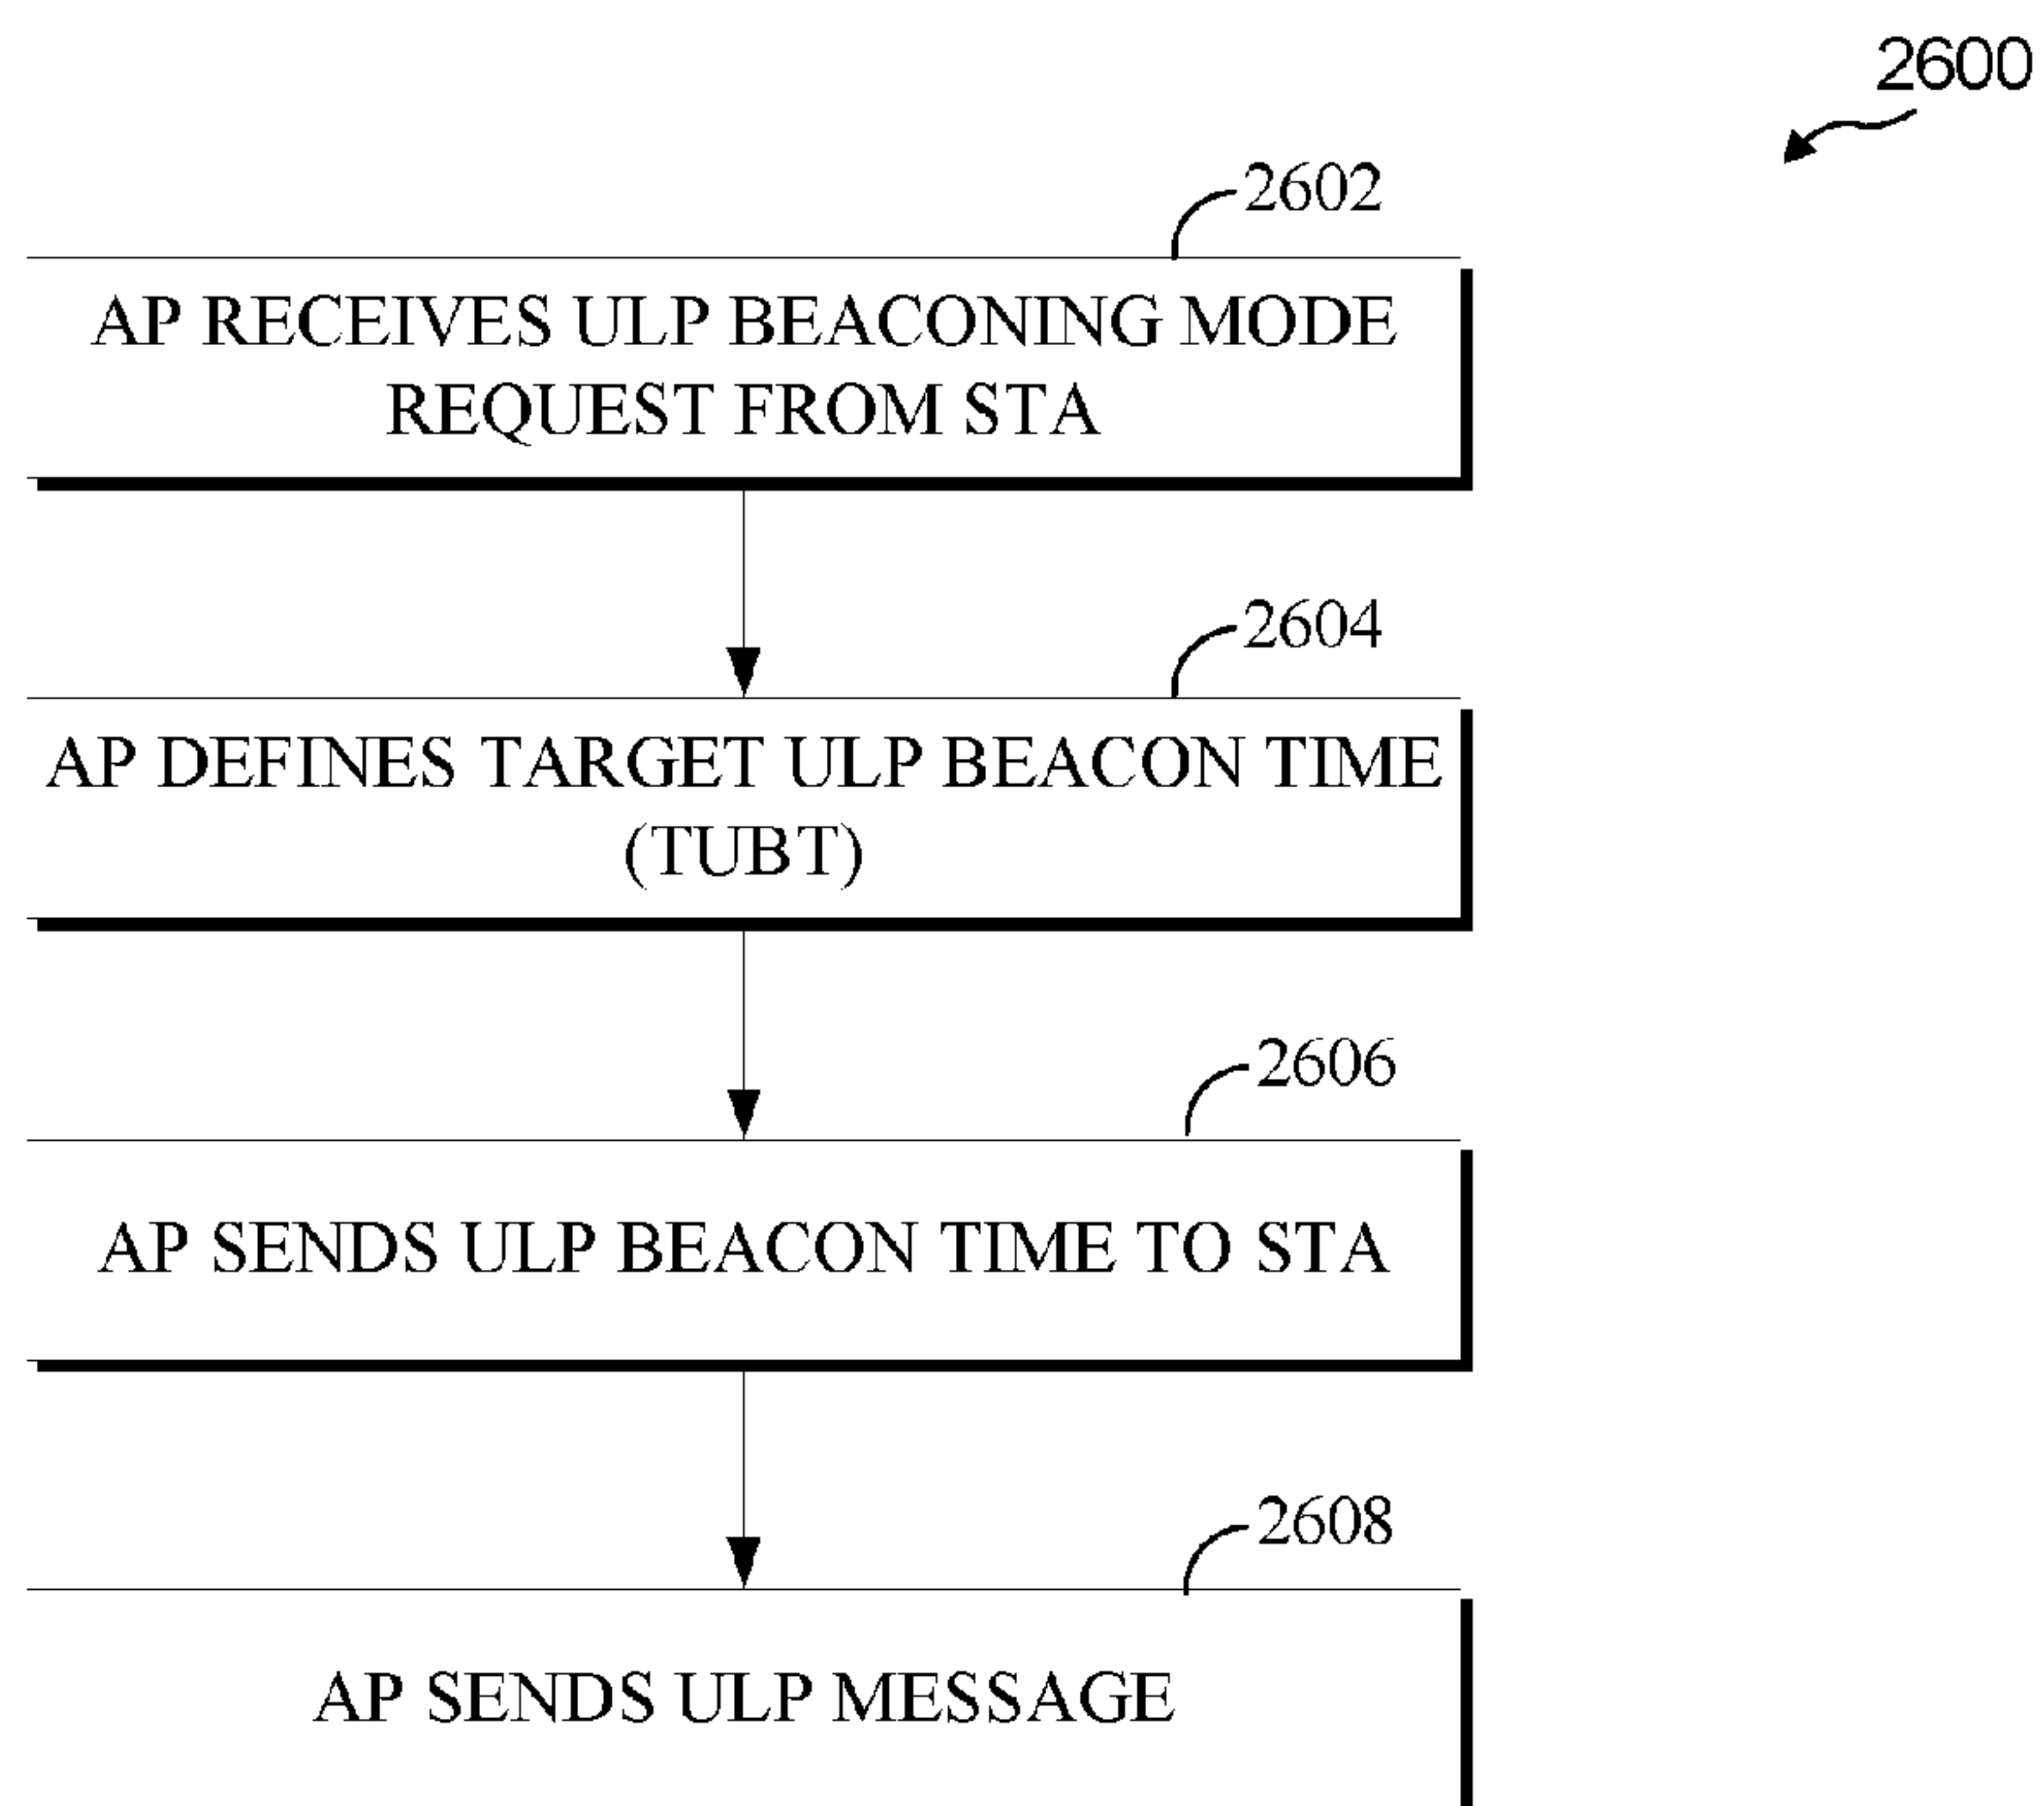 2600
2602
AP RECEIVES ULP BEACONING MODE
REQUEST FROM STA
2604
AP DEFINES TARGET ULP BEACON TIME
(TUBT)
2606
AP SENDS ULP BEACON TIME TO STA
2608
AP SENDS ULP MESSAGE